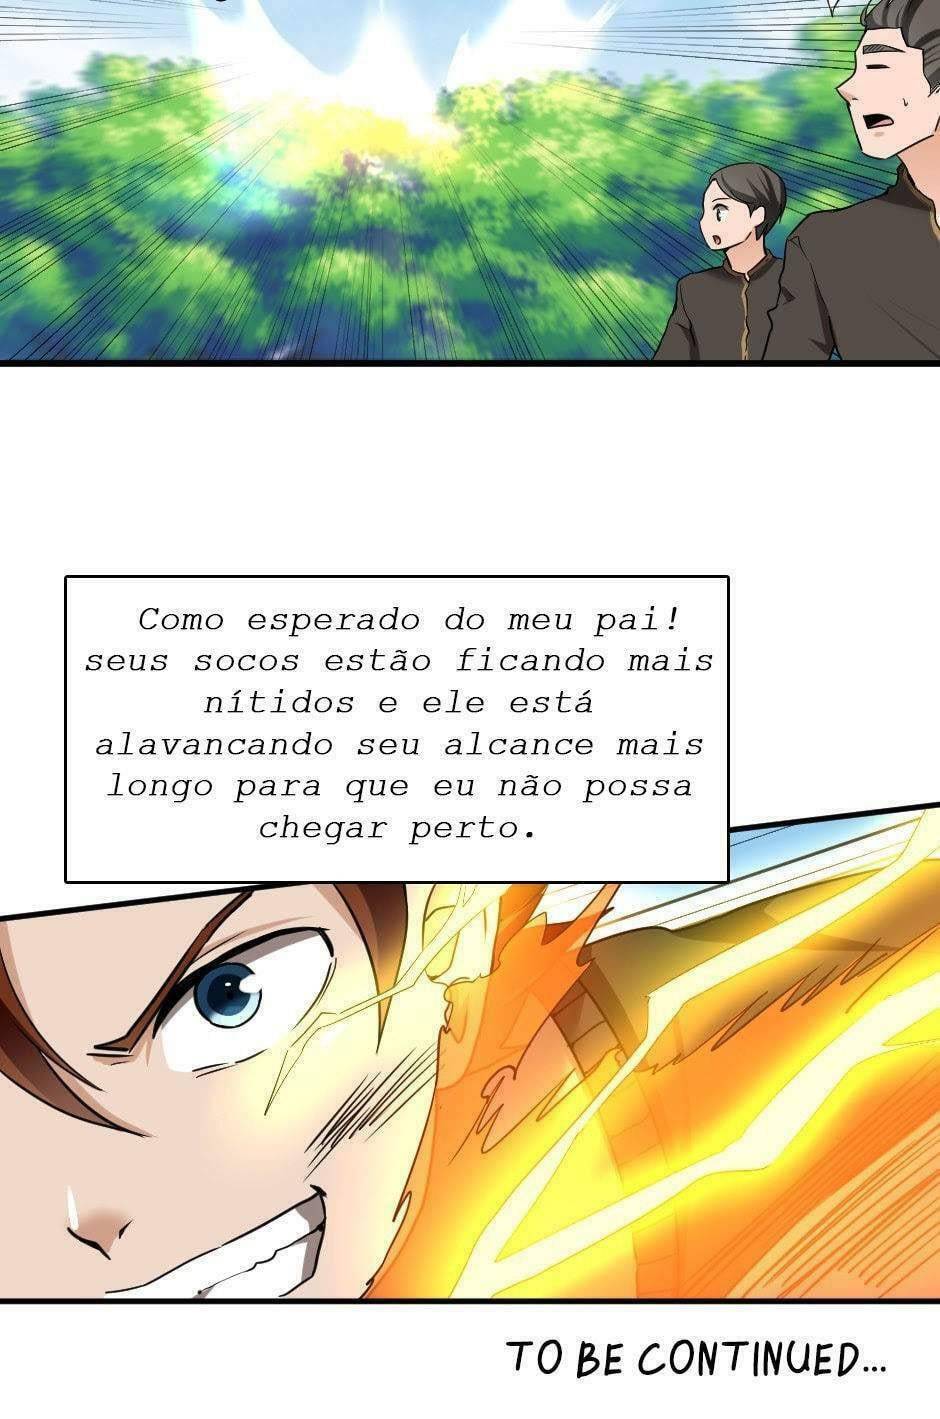 Como esperado do meu pai!
seus socos estão ficando mais
nítidos e ele está
alavancando seu alcance mais
longo para que eu não possa
chegar perto.
TO BE CONTINUED...